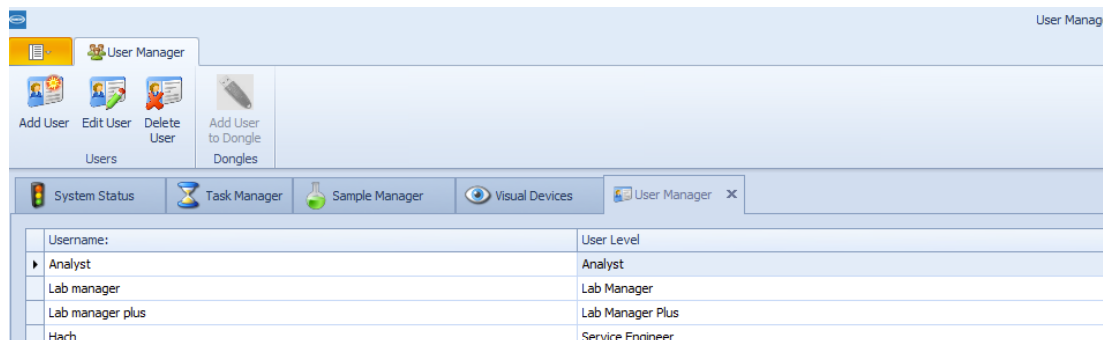 User Manag
User Manager
Add User Edit User Delete User Add User to Dongle
Users Dongles
System Status Task Manager Sample Manager Visual Devices User Manager
Username: User Level
Analyst Analyst
Lab manager Lab Manager
Lab manager plus Lab Manager Plus
Hach Service Engineer